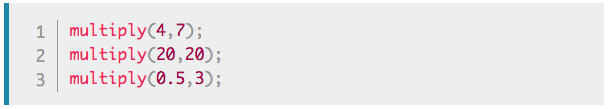 1 multiply(4,7);
2 multiply(20,20);
3 multiply(0.5,3);